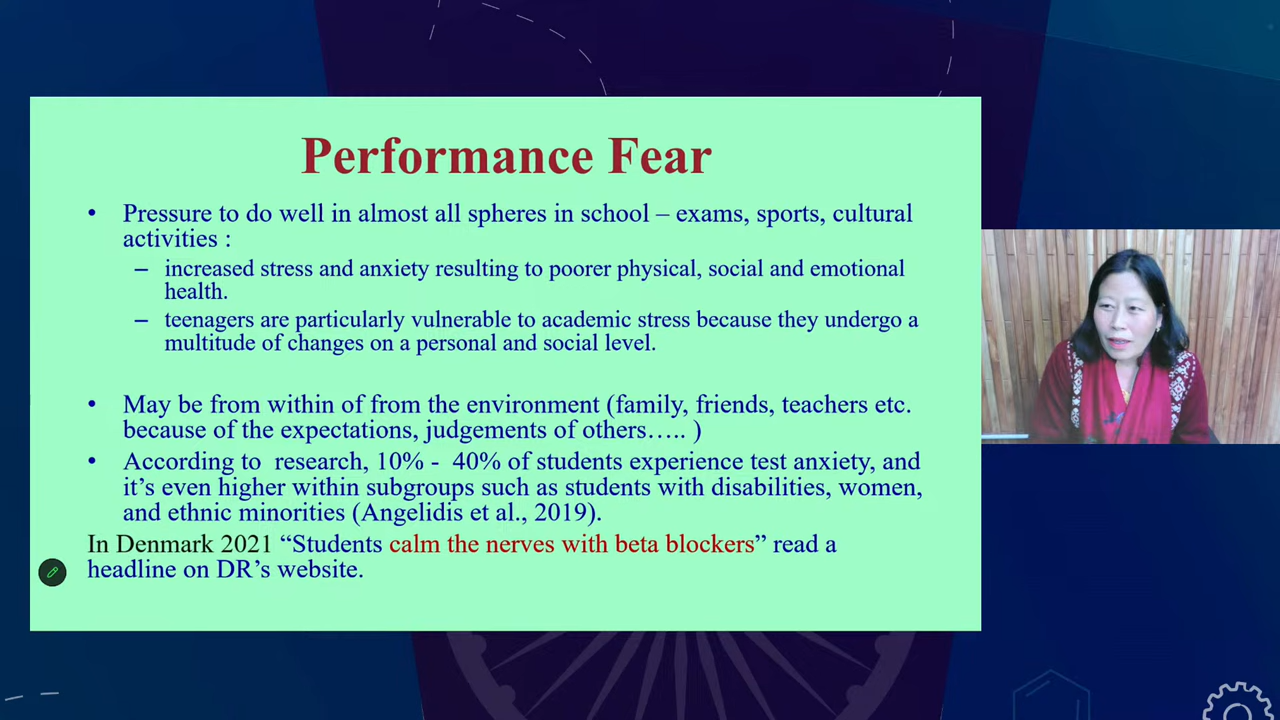 Performance Fear
• Pressure to do well in almost all spheres in school – exams, sports, cultural
activities :
– increased stress and anxiety resulting to poorer physical, social and emotional
health.
– teenagers are particularly vulnerable to academic stress because they undergo a
multitude of changes on a personal and social level.
• May be from within of from the environment (family, friends, teachers etc.
because of the expectations, judgements of others….. )
• According to  research, 10% -  40% of students experience test anxiety, and
it’s even higher within subgroups such as students with disabilities, women,
and ethnic minorities (Angelidis et al., 2019).
In Denmark 2021 “Students calm the nerves with beta blockers” read a
headline on DR’s website.